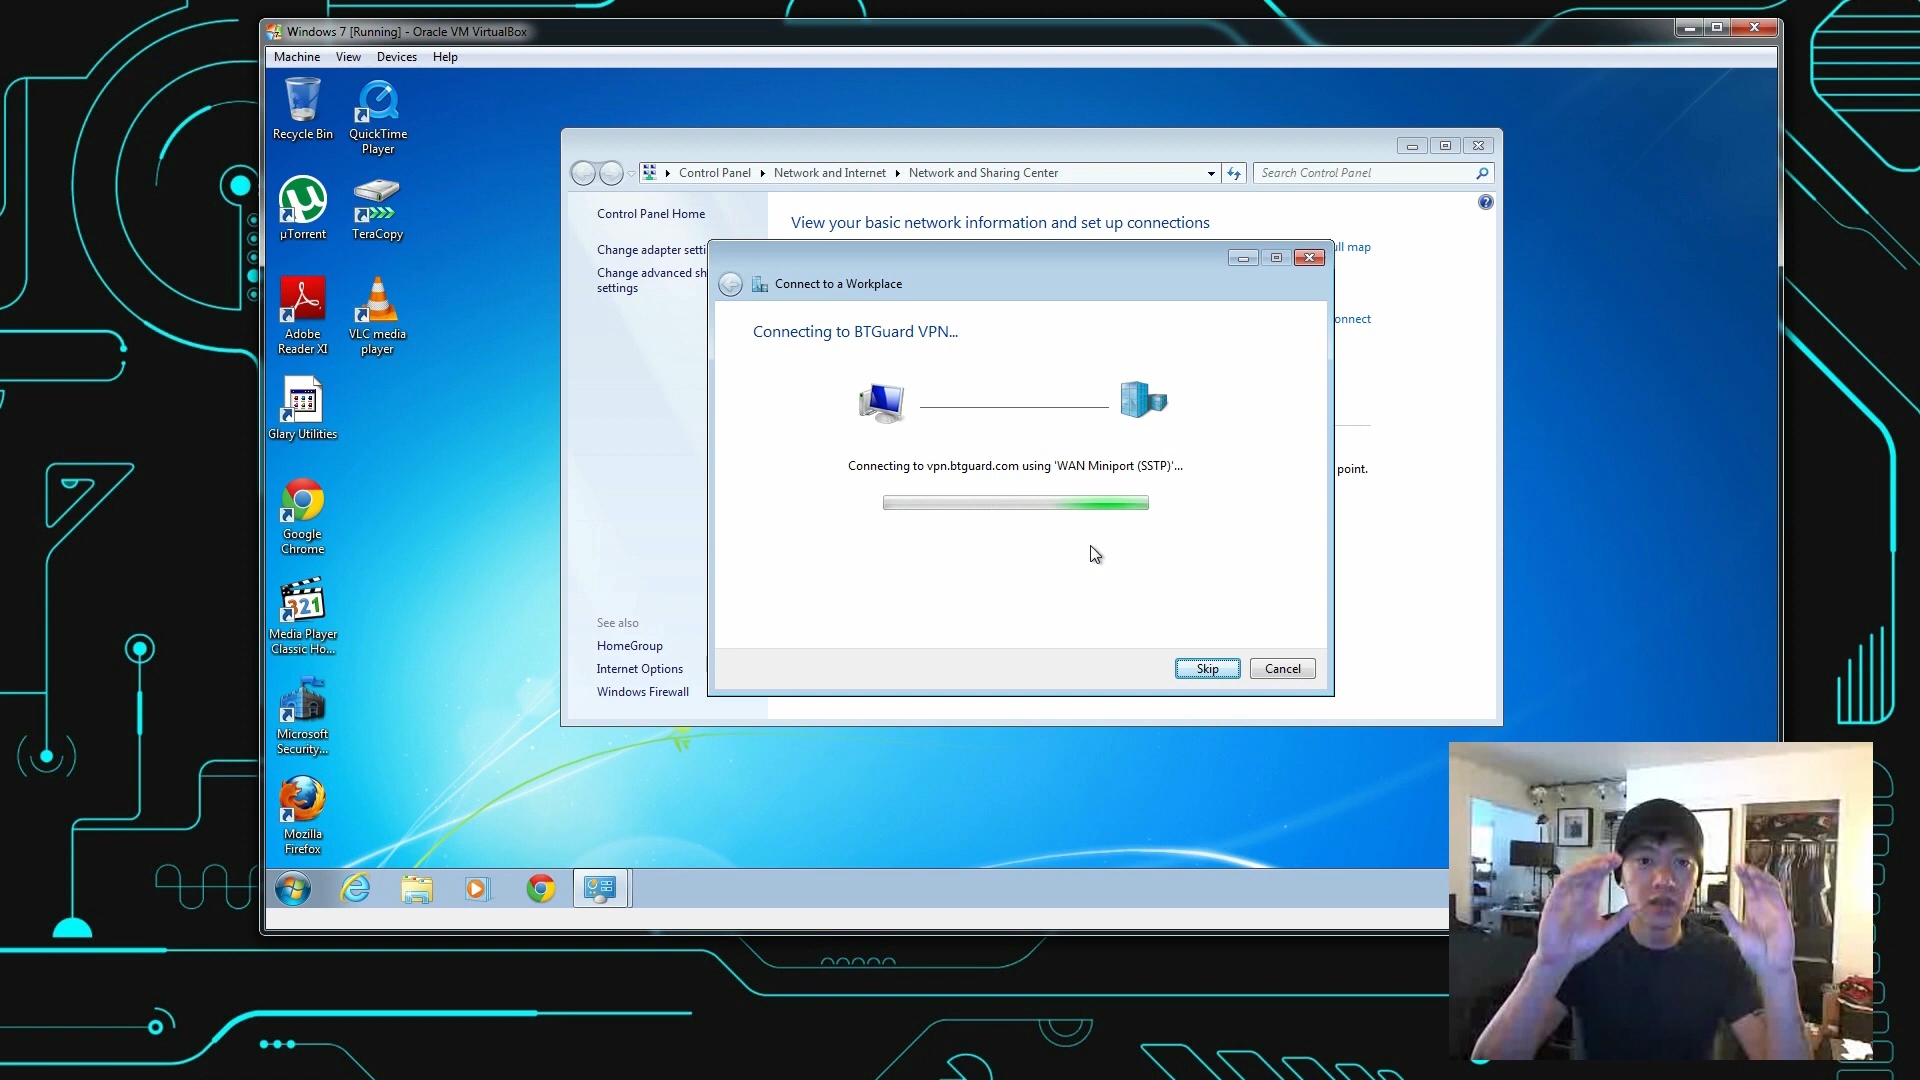 Windows 7 [Running] - Oracle VM VirtualBox
Machine View Devices Help
Recycle Bin
QuickTime
Player
µTorrent
TeraCopy
Adobe
Reader XI
VLC media
player
Glary Utilities
Google
Chrome
Media Player
Classic Ho...
Microsoft
Security...
Mozilla
Firefox
Control Panel Network and Internet Network and Sharing Center
Search Control Panel
Control Panel Home
Change adapter setti
Change advanced sh
settings
See also
HomeGroup
Internet Options
Windows Firewall
View your basic network information and set up connections
ull map
onnect
point.
Connect to a Workplace
Connecting to BTGuard VPN...
Connecting to vpn.btguard.com using 'WAN Miniport (SSTP)'...
Skip
Cancel